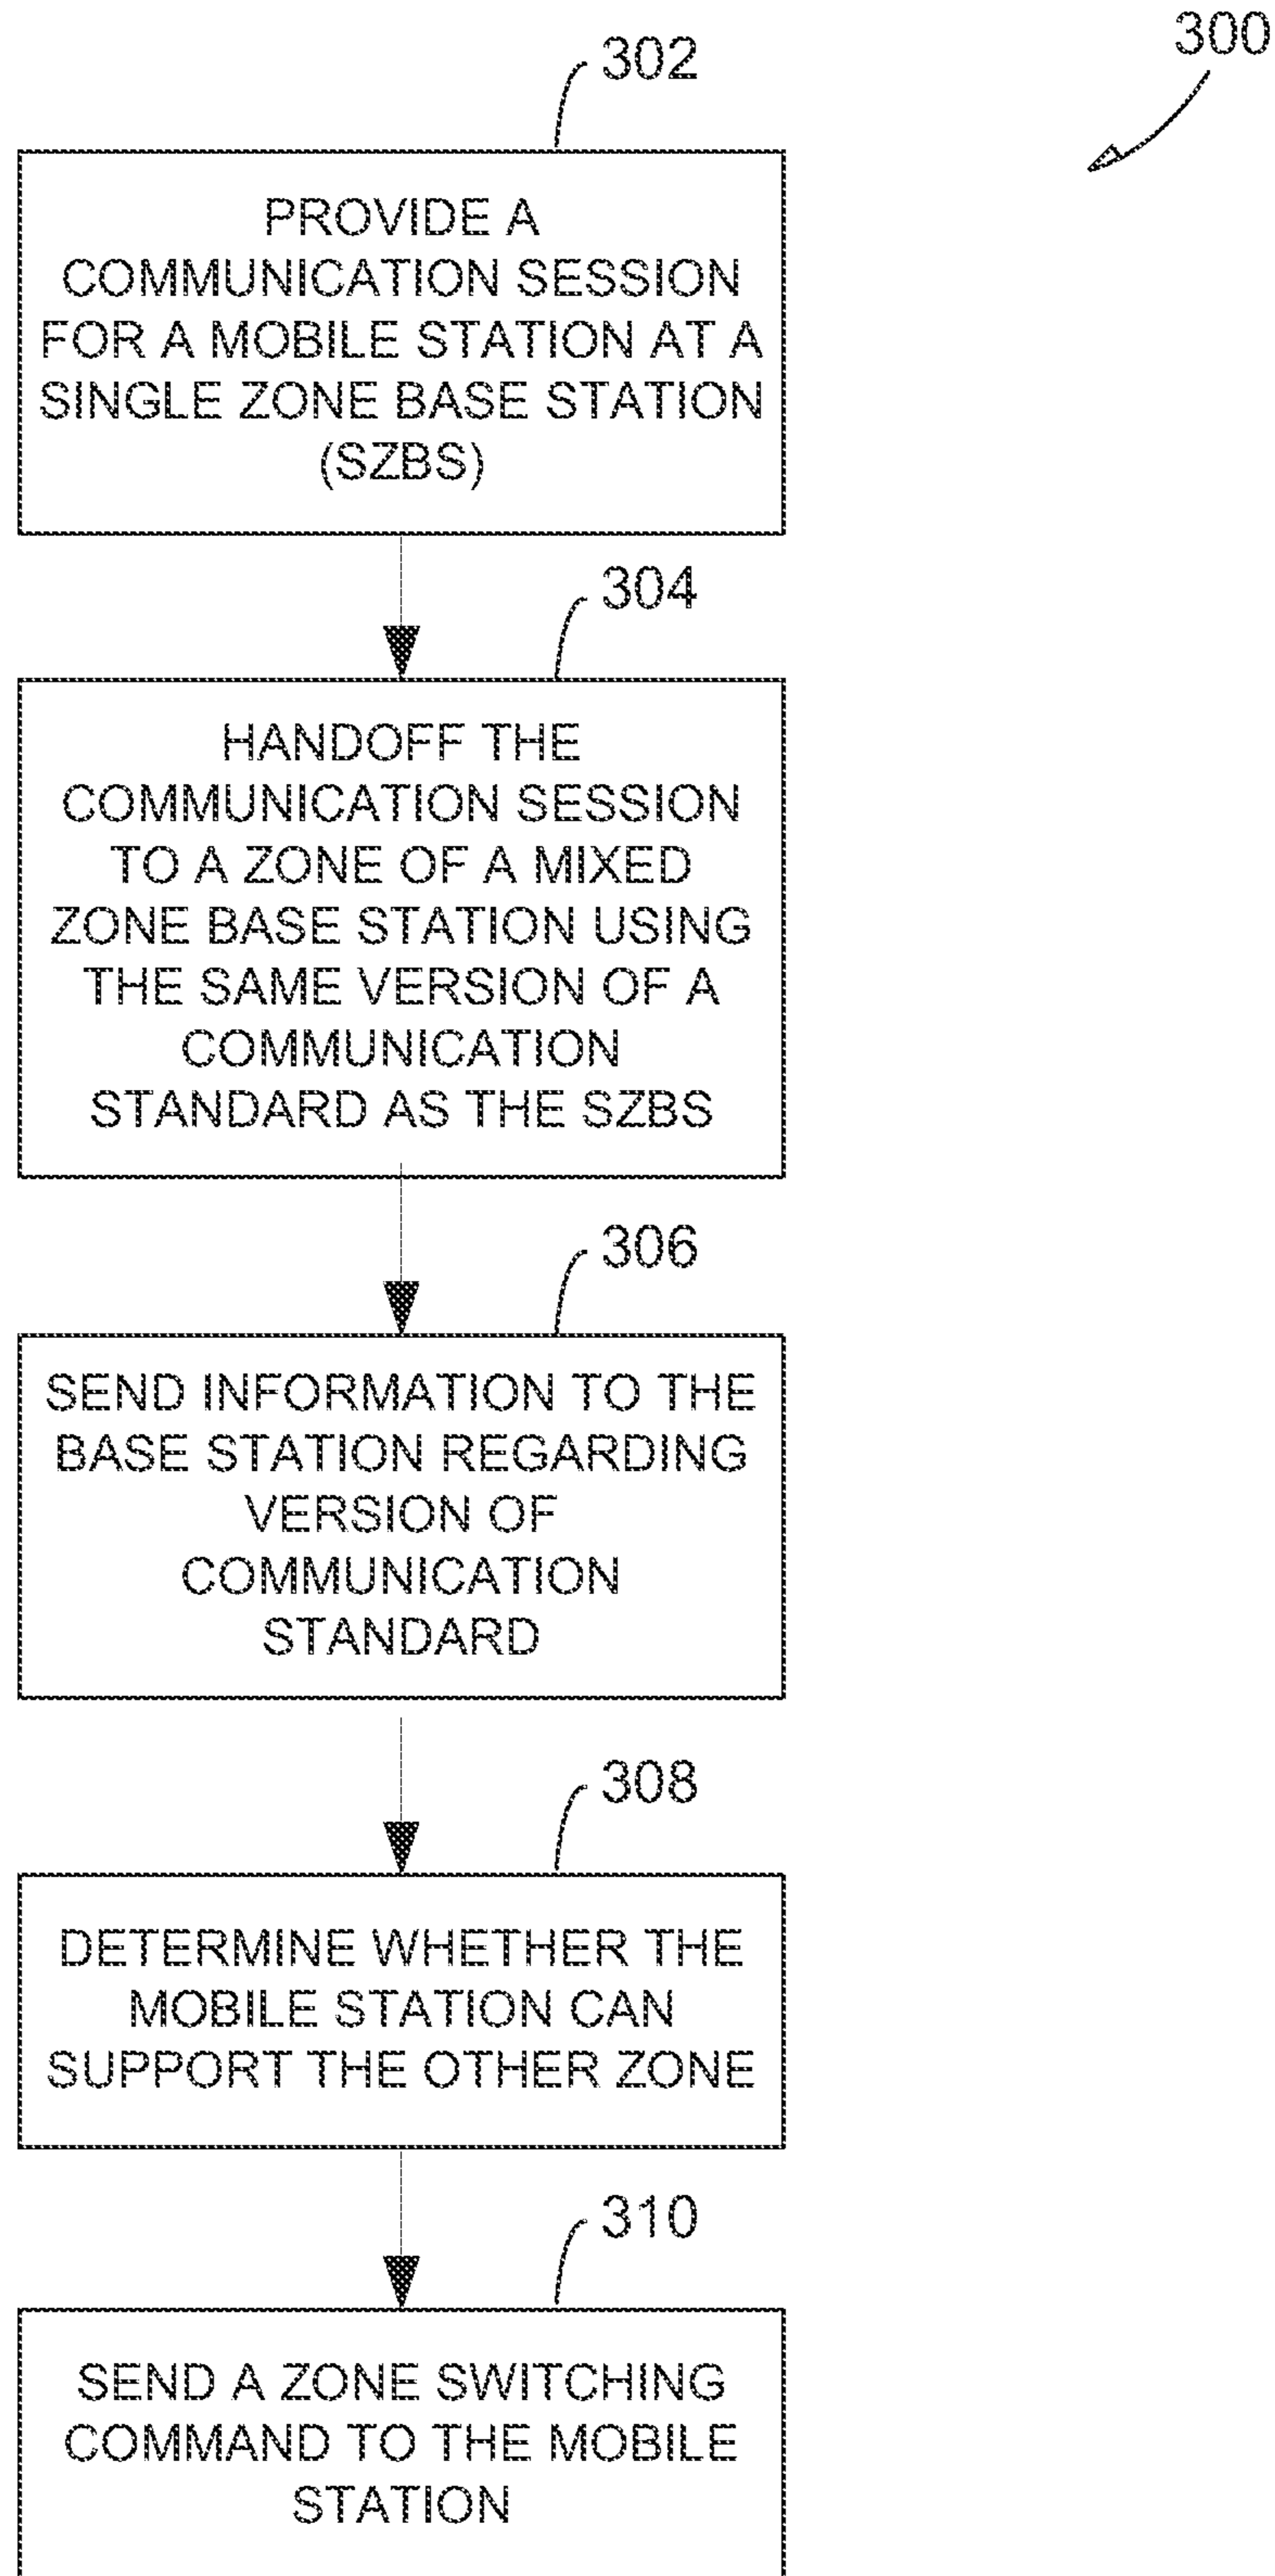 300
302
PROVIDE A
COMMUNICATION SESSION
FOR A MOBILE STATION AT A
SINGLE ZONE BASE STATION
(SZBS)
304
HANDOFF THE
COMMUNICATION SESSION
TO A ZONE OF A MIXED
ZONE BASE STATION USING
THE SAME VERSION OF A
COMMUNICATION
STANDARD AS THE SZBS
306
SEND INFORMATION TO THE
BASE STATION REGARDING
VERSION OF
COMMUNICATION
STANDARD
308
DETERMINE WHETHER THE
MOBILE STATION CAN
SUPPORT THE OTHER ZONE
310
SEND A ZONE SWITCHING
COMMAND TO THE MOBILE
STATION